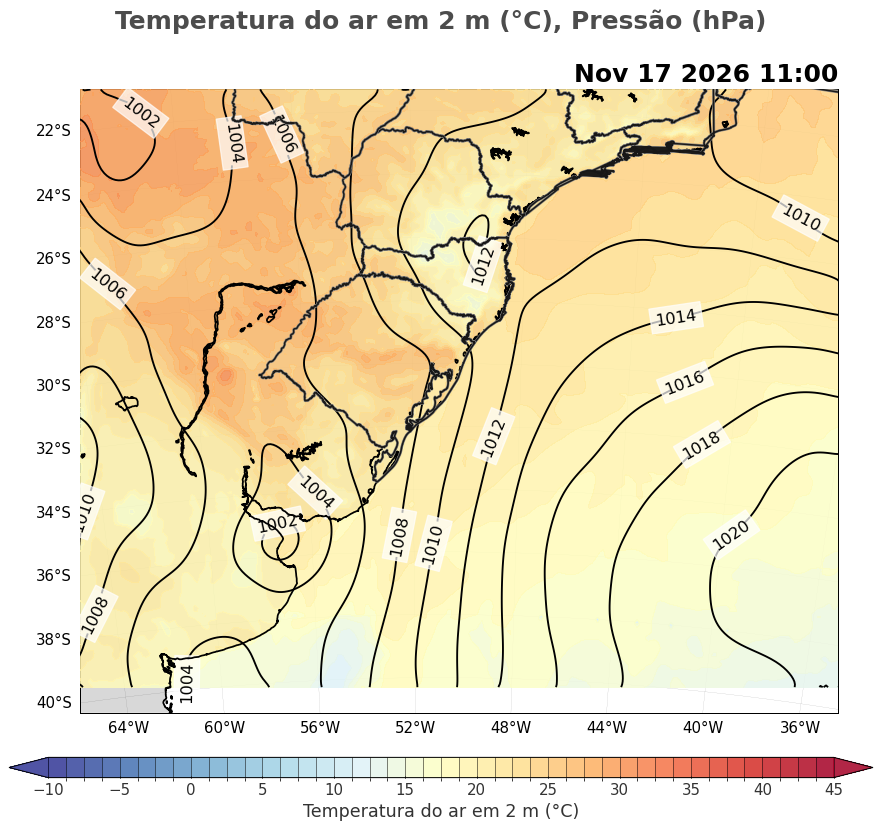 Temperatura do ar em 2 m (°C), Pressão (hPa)
Nov 17 2026 11:00
1002
1004
1006
1010
1012
1006
1014
1016
1018
1012
1004
1010
1002
1008
1010
1020
1008
1004
22°S
24°S
26°S
28°S
30°S
32°S
34°S
36°S
38°S
40°S
64°W 60°W 56°W 52°W 48°W 44°W 40°W 36°W
−10 −5 0 5 10 15 20 25 30 35 40 45
Temperatura do ar em 2 m (°C)